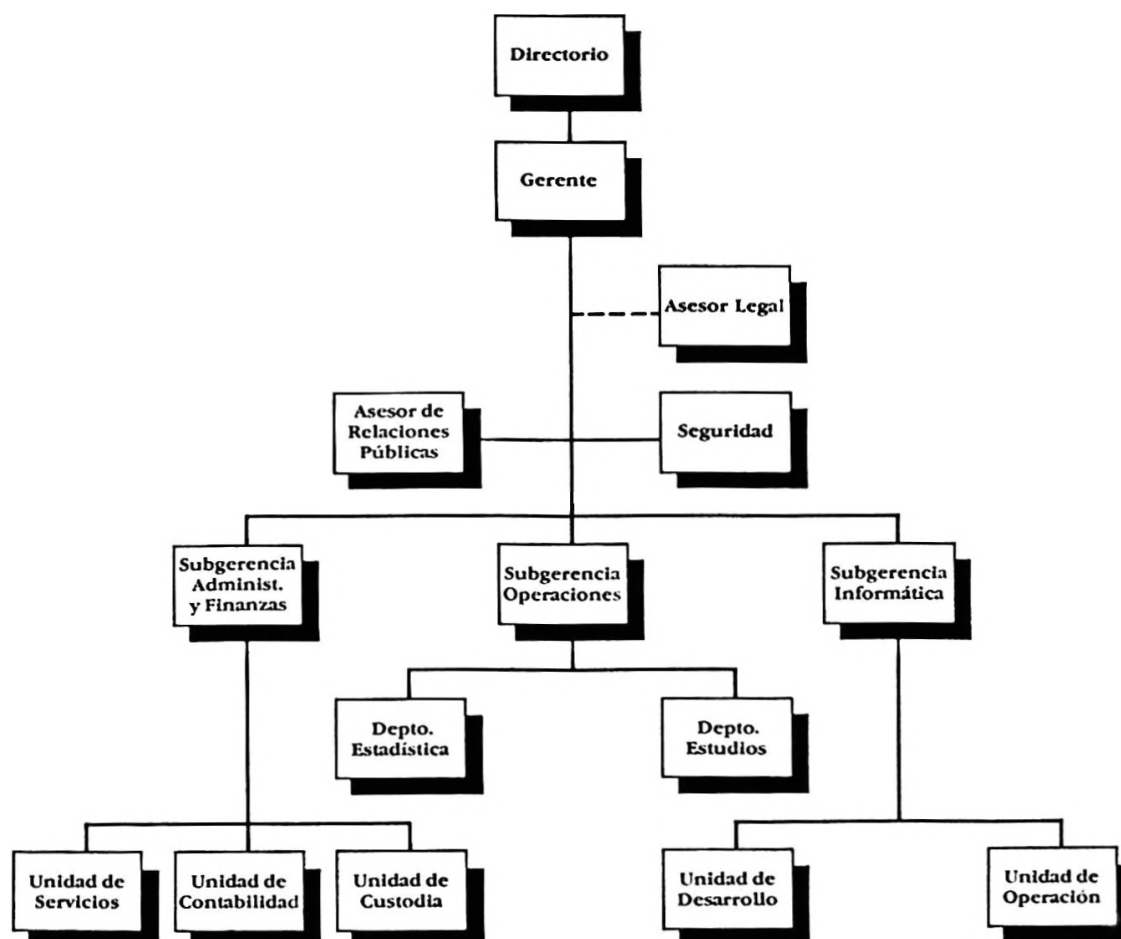 Directorio
Gerente
Asesor Legal
Asesor de
Relaciones
Públicas
Seguridad
Subgerencia
Administ.
y Finanzas
Subgerencia
Operaciones
Subgerencia
Informática
Depto.
Estadística
Depto.
Estudios
Unidad de
Servicios
Unidad de
Contabilidad
Unidad de
Custodia
Unidad de
Desarrollo
Unidad de
Operación